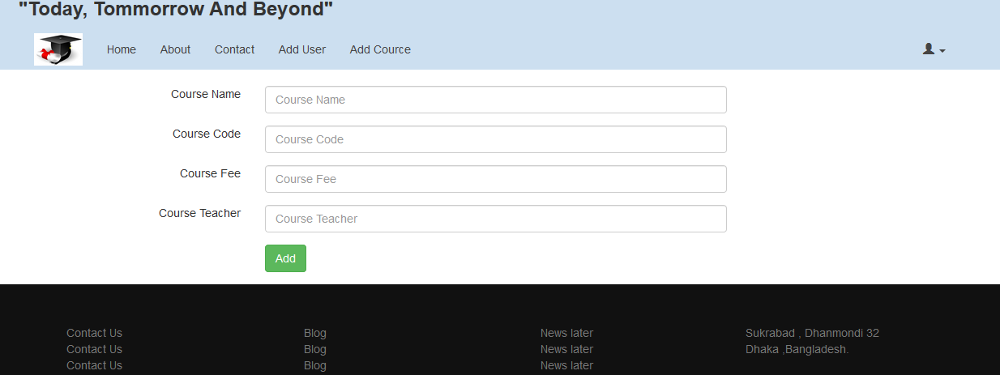 "Today, Tommorrow And Beyond"
Home About Contact Add User Add Cource
Course Name Course Name
Course Code Course Code
Course Fee Course Fee
Course Teacher Course Teacher
Add
Contact Us Blog News later Sukrabad , Dhanmondi 32
Contact Us Blog News later Dhaka ,Bangladesh.
Contact Us Blog News later